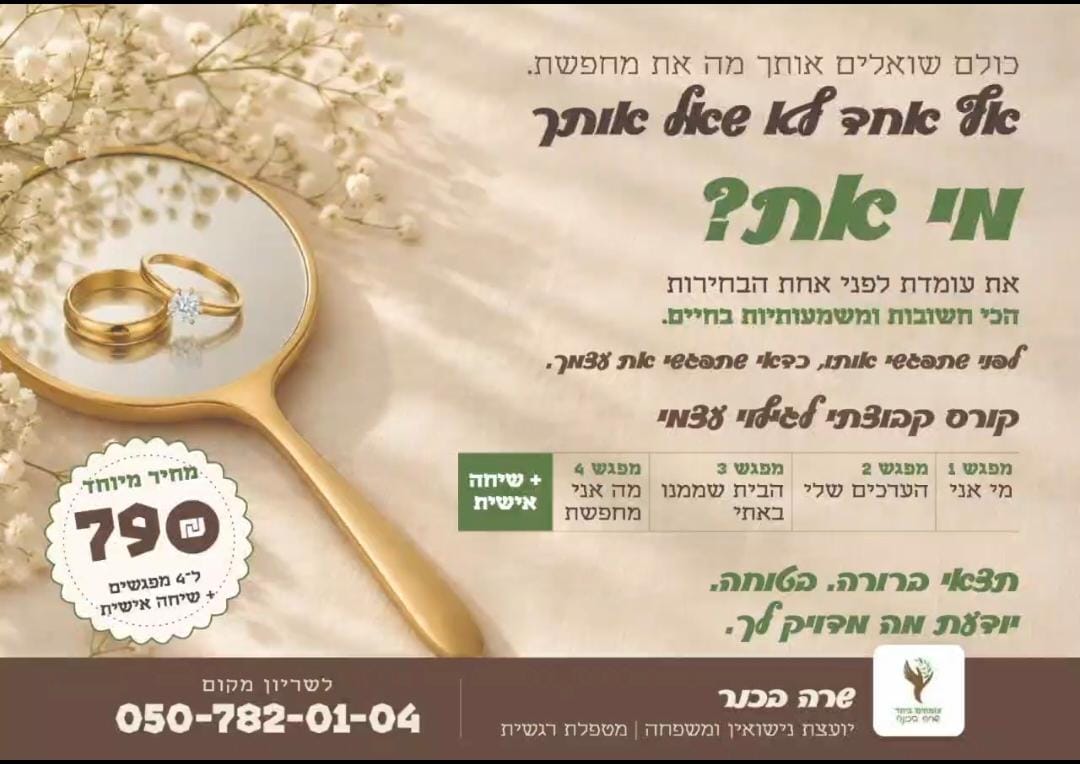 כולם שואלים אותך מה את מחפשת.
אף אחד לא שאל אותך
מי את?
את עומדת לפני אחת הבחירות
הכי חשובות ומשמעותיות בחיים.
לפני שתפגשי אותו, כדאי שתפגשי את עצמך.
קורס קבוצתי לגילוי עצמי
מפגש 1
מי אני
מפגש 2
הערכים שלי
מפגש 3
הבית שממנו
באתי
מפגש 4
מה אני
מחפשת
+ שיחה
אישית
מחיר מיוחד
790 ₪
ל־4 מפגשים
+ שיחה אישית
תצאי ברורה. בטוחה.
יודעת מה מדויק לך.
צומחים ביחד
שרה בכנר
שרה בכנר
יועצת נישואין ומשפחה | מטפלת רגשית
לשריון מקום
050-782-01-04